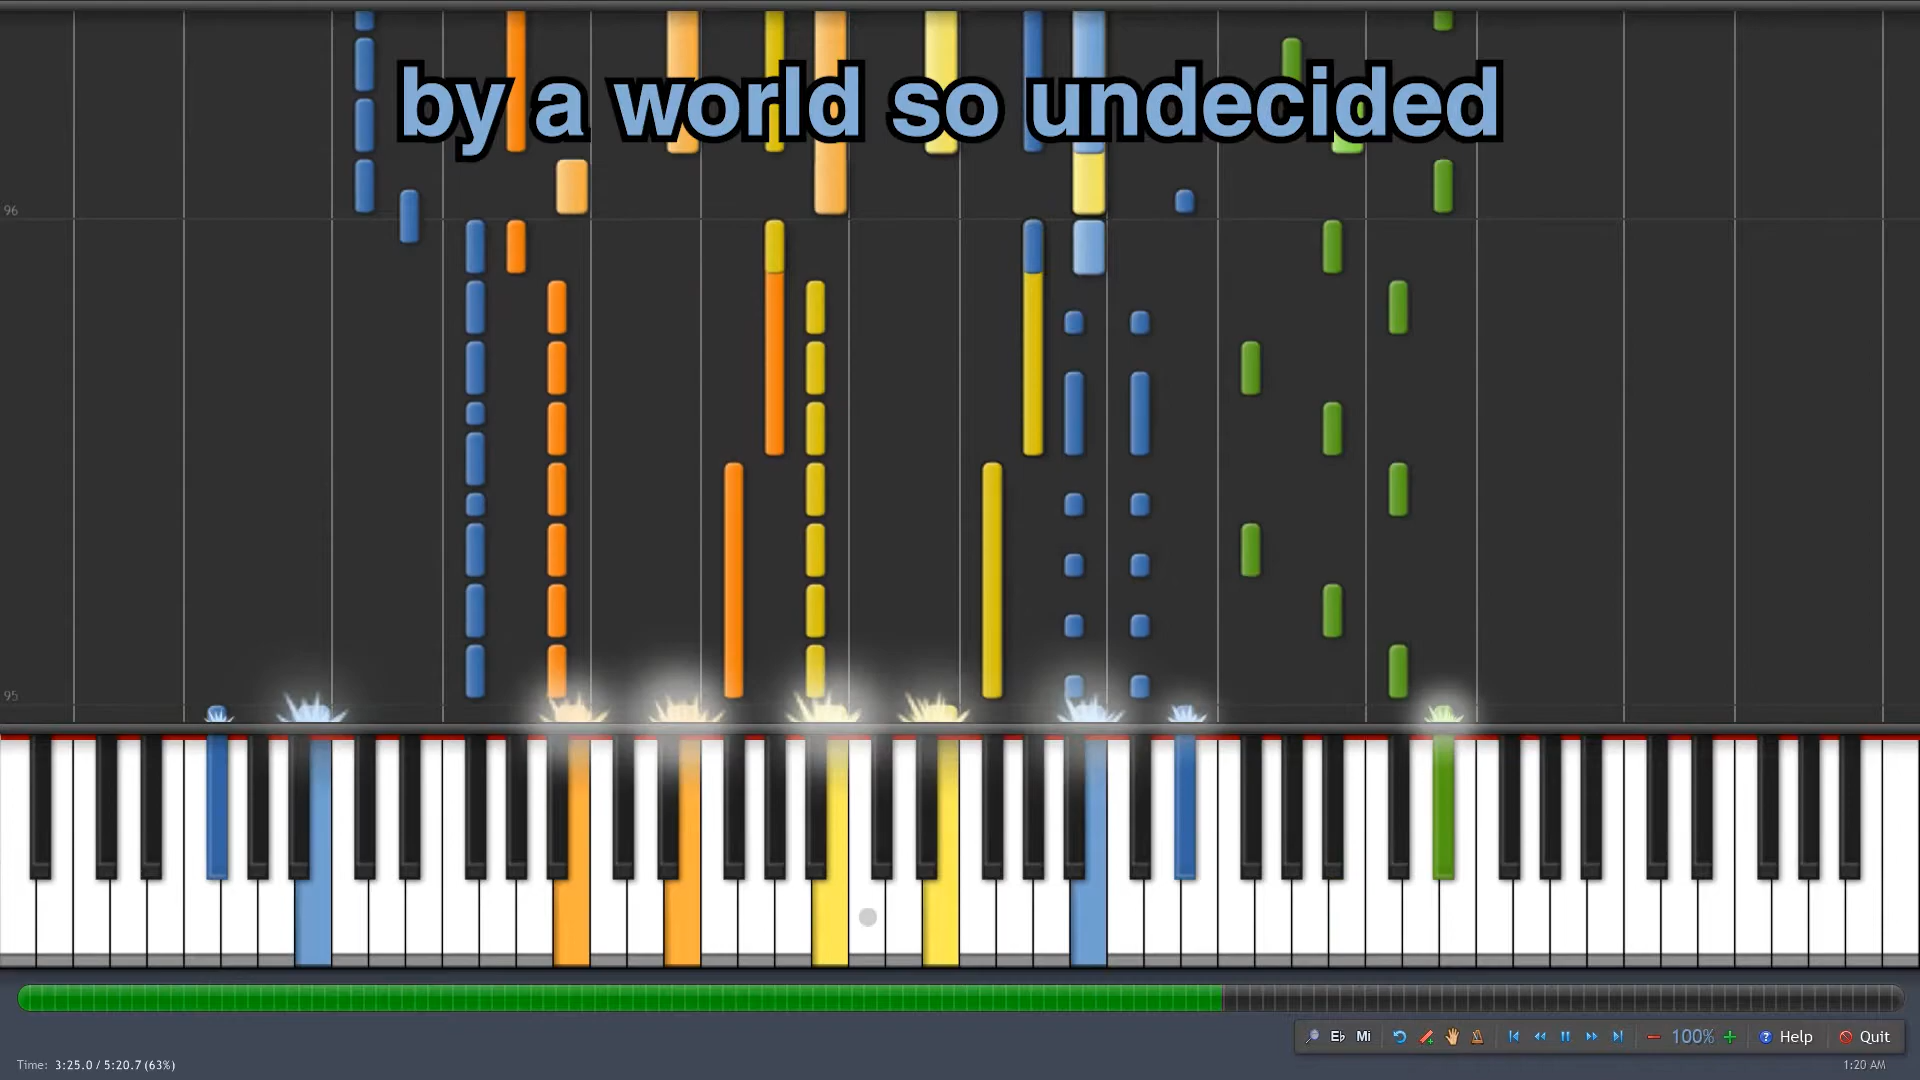 by a world so undecided
96
95
Eb Mi 100% Help Quit
Time: 3:25.0 / 5:20.7 (63%)
1:20 AM